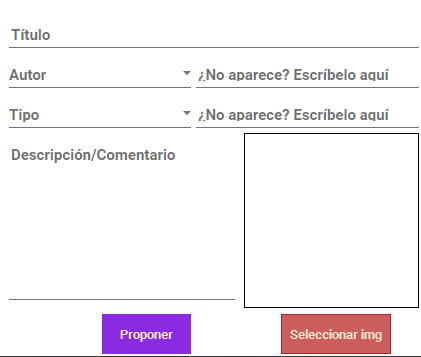 Título
Autor ¿No aparece? Escríbelo aquí
Tipo ¿No aparece? Escríbelo aquí
Descripción/Comentario
Proponer Seleccionar img